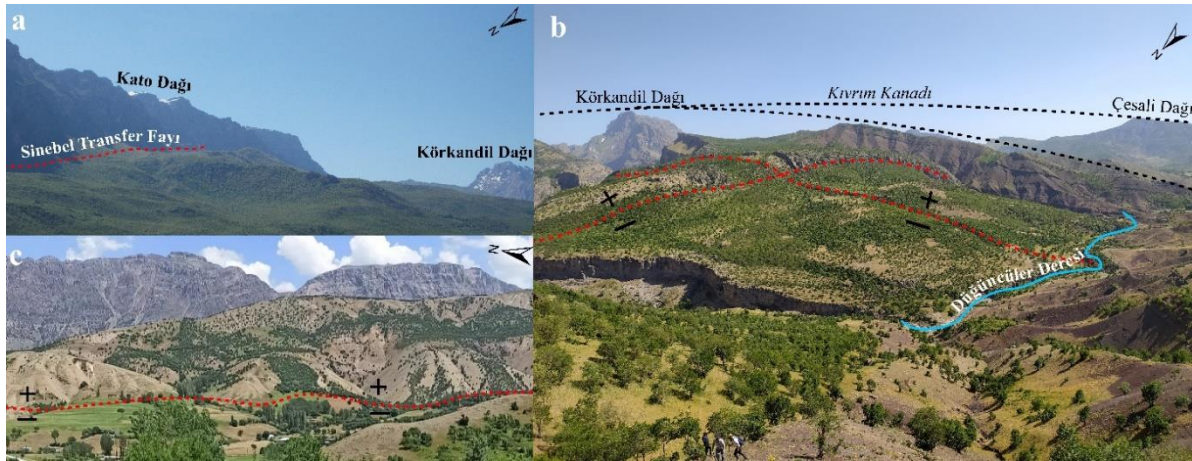 a
N
Kato Dağı
Sinebel Transfer Fayı
Körkandil Dağı
b
N
Körkandil Dağı
Kıvrım Kanadı
Çesali Dağı
+
+
−
−
Düğüncüler Deresi
c
N
+
+
−
−